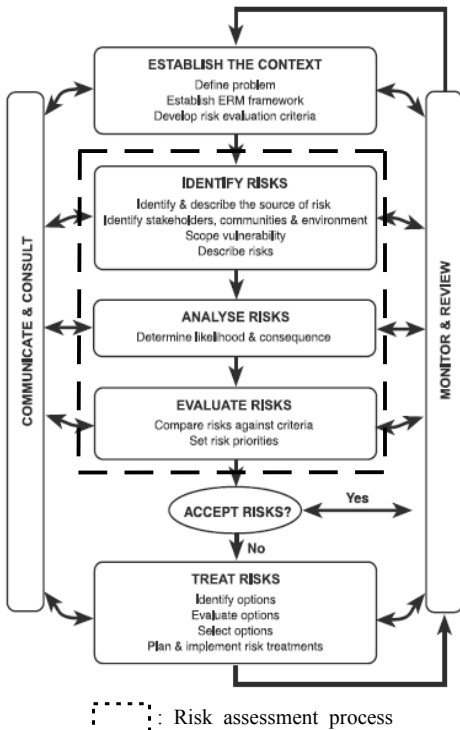 ESTABLISH THE CONTEXT
Define problem
Establish ERM framework
Develop risk evaluation criteria
COMMUNICATE & CONSULT
MONITOR & REVIEW
IDENTIFY RISKS
Identify & describe the source of risk
Identify stakeholders, communities & environment
Scope vulnerability
Describe risks
ANALYSE RISKS
Determine likelihood & consequence
EVALUATE RISKS
Compare risks against criteria
Set risk priorities
ACCEPT RISKS?
Yes
No
TREAT RISKS
Identify options
Evaluate options
Select options
Plan & implement risk treatments
: Risk assessment process